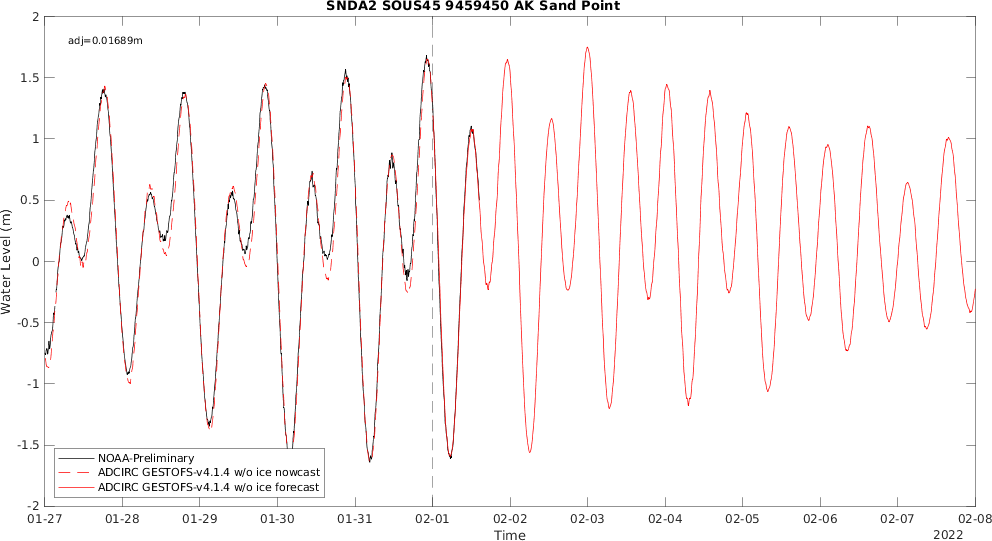 SNDA2 SOUS45 9459450 AK Sand Point
adj=0.01689m
2
1.5
1
0.5
0
-0.5
-1
-1.5
-2
Water Level (m)
NOAA-Preliminary
ADCIRC GESTOFS-v4.1.4 w/o ice nowcast
ADCIRC GESTOFS-v4.1.4 w/o ice forecast
01-27 01-28 01-29 01-30 01-31 02-01 02-02 02-03 02-04 02-05 02-06 02-07 02-08
Time
2022